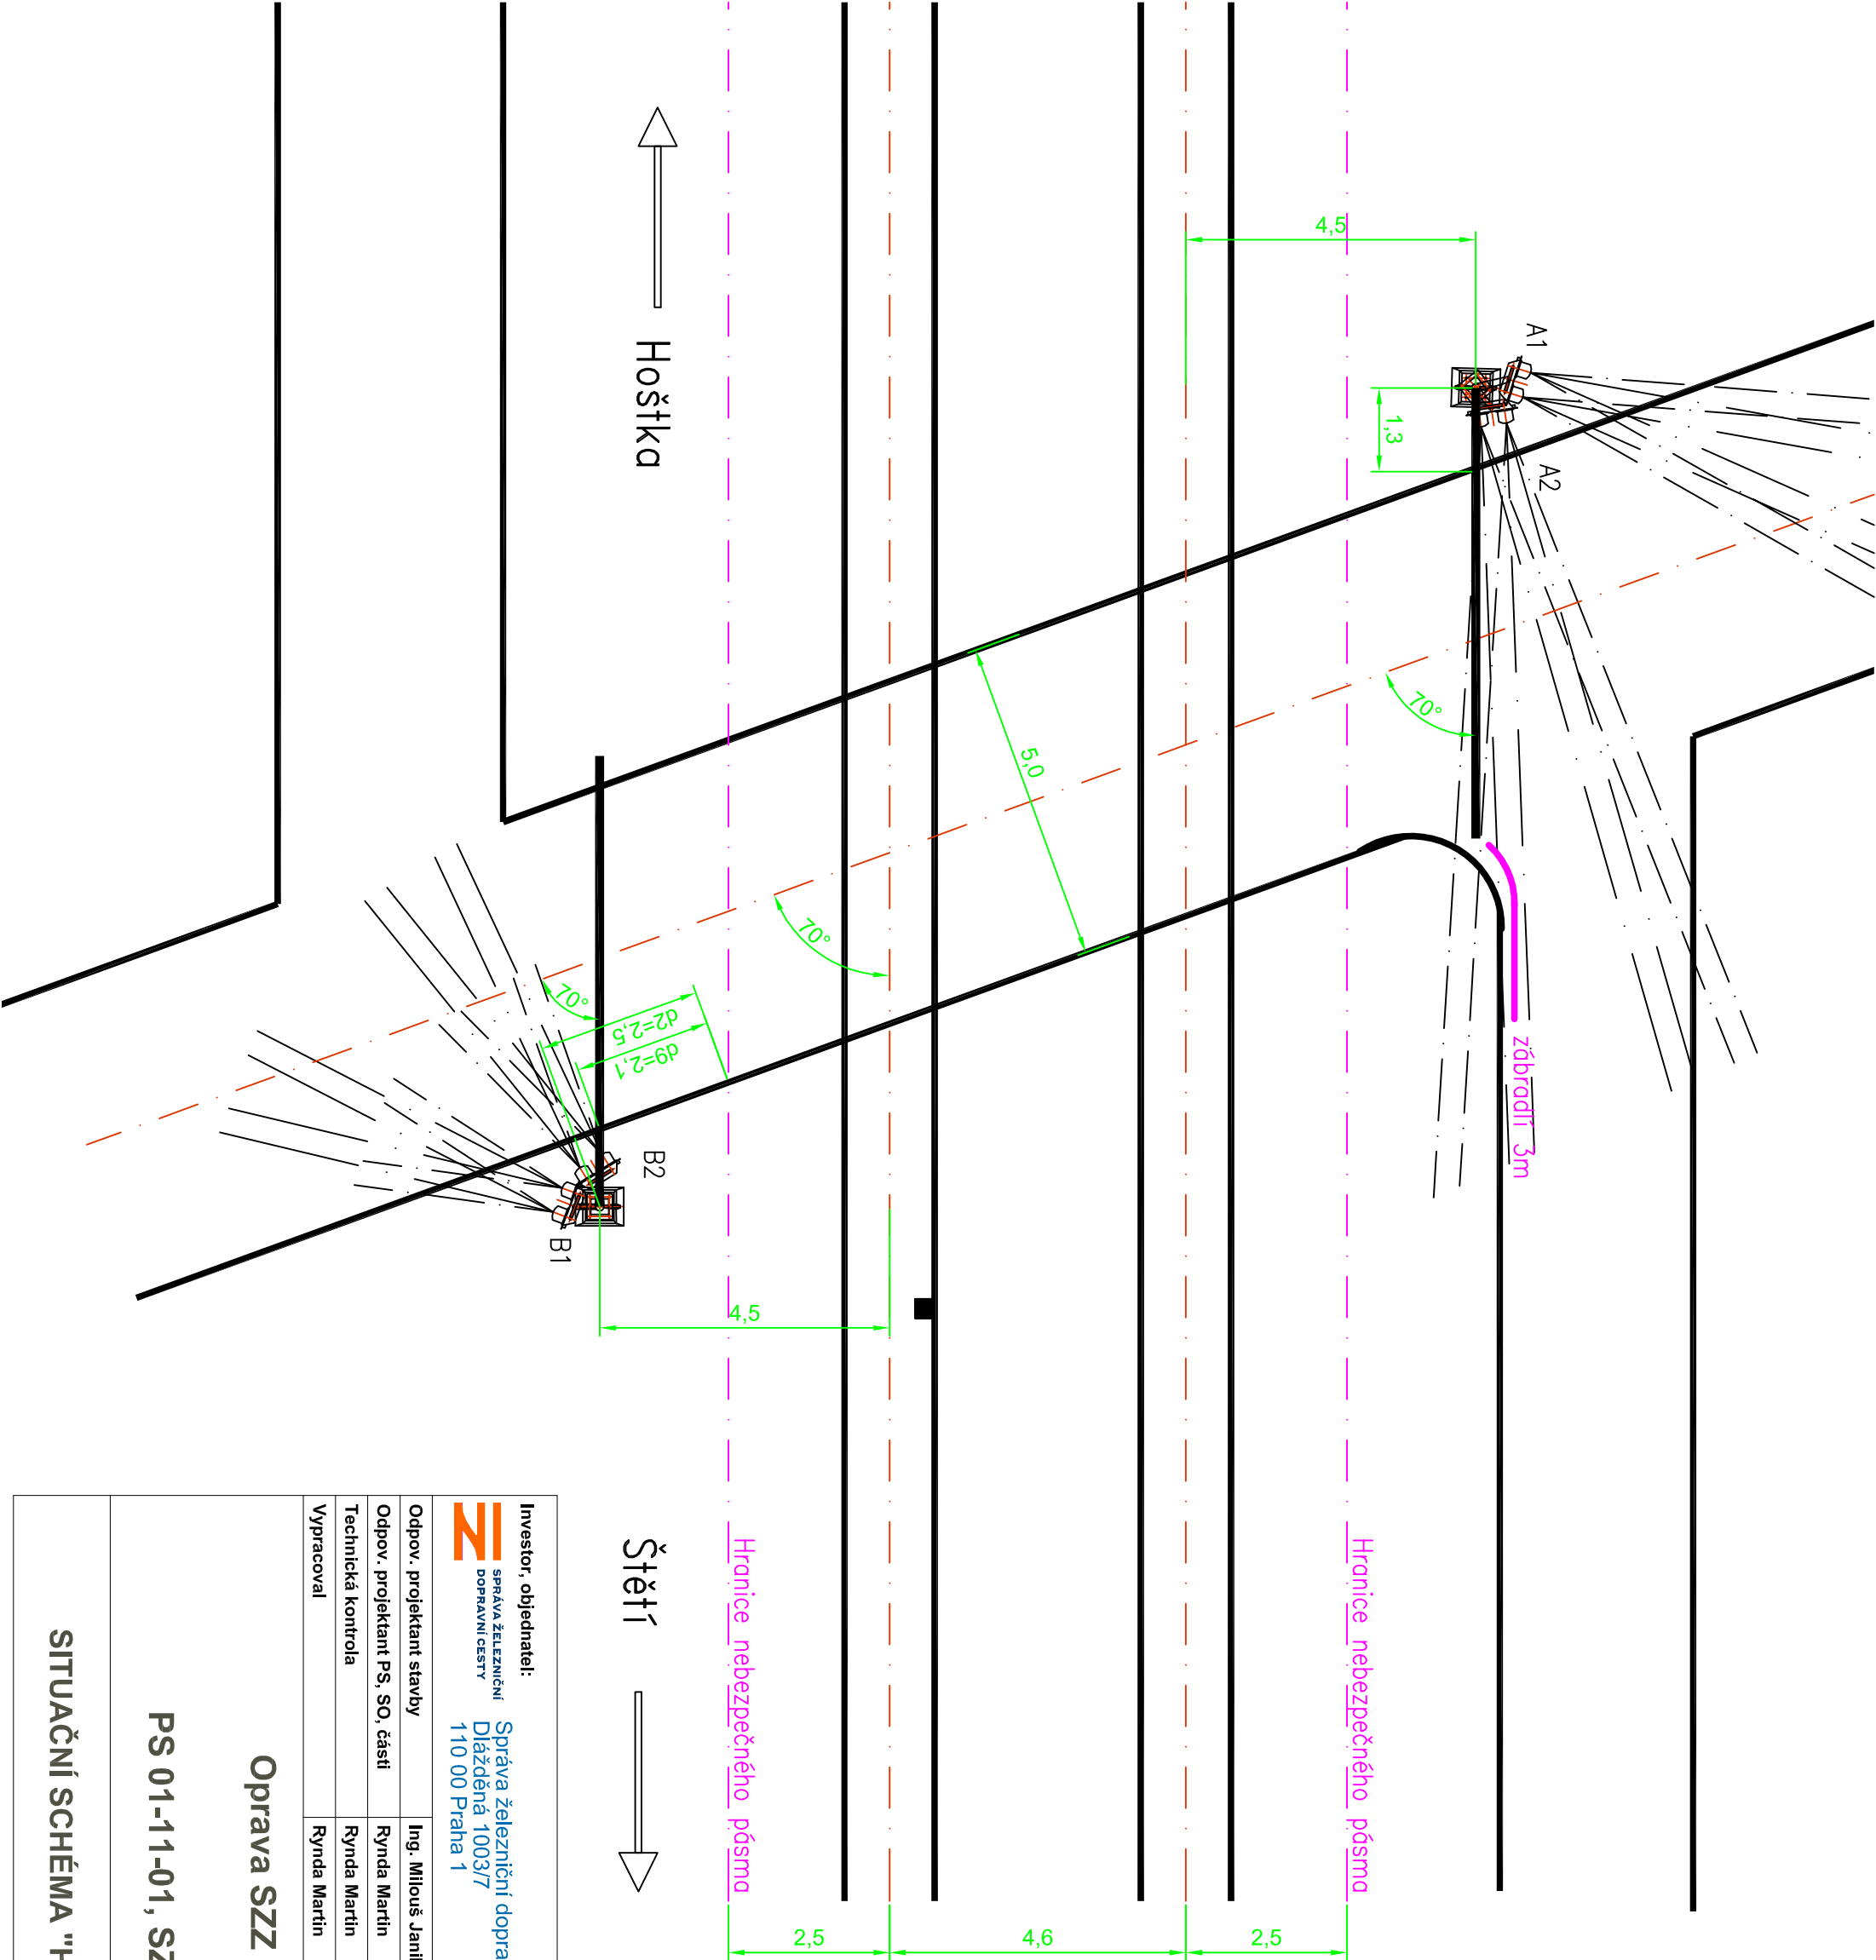 4,5
A1
1,3
A2
Hoštka
70°
5,0
70°
70°
d2=2,5
d9=2,1
zábradlí 3m
B2
B1
4,5
Štětí
Hranice nebezpečného pásma
Hranice nebezpečného pásma
2,5
4,6
2,5
Investor, objednatel:
SPRÁVA ŽELEZNIČNÍ
DOPRAVNÍ CESTY
Správa železniční dopra
Dlážděná 1003/7
110 00 Praha 1
Odpov. projektant stavby Ing. Milouš Janí
Odpov. projektant PS, SO, části Rynda Martin
Technická kontrola Rynda Martin
Vypracoval Rynda Martin
Oprava SZZ
PS 01-11-01, SZ
SITUAČNÍ SCHÉMA "H